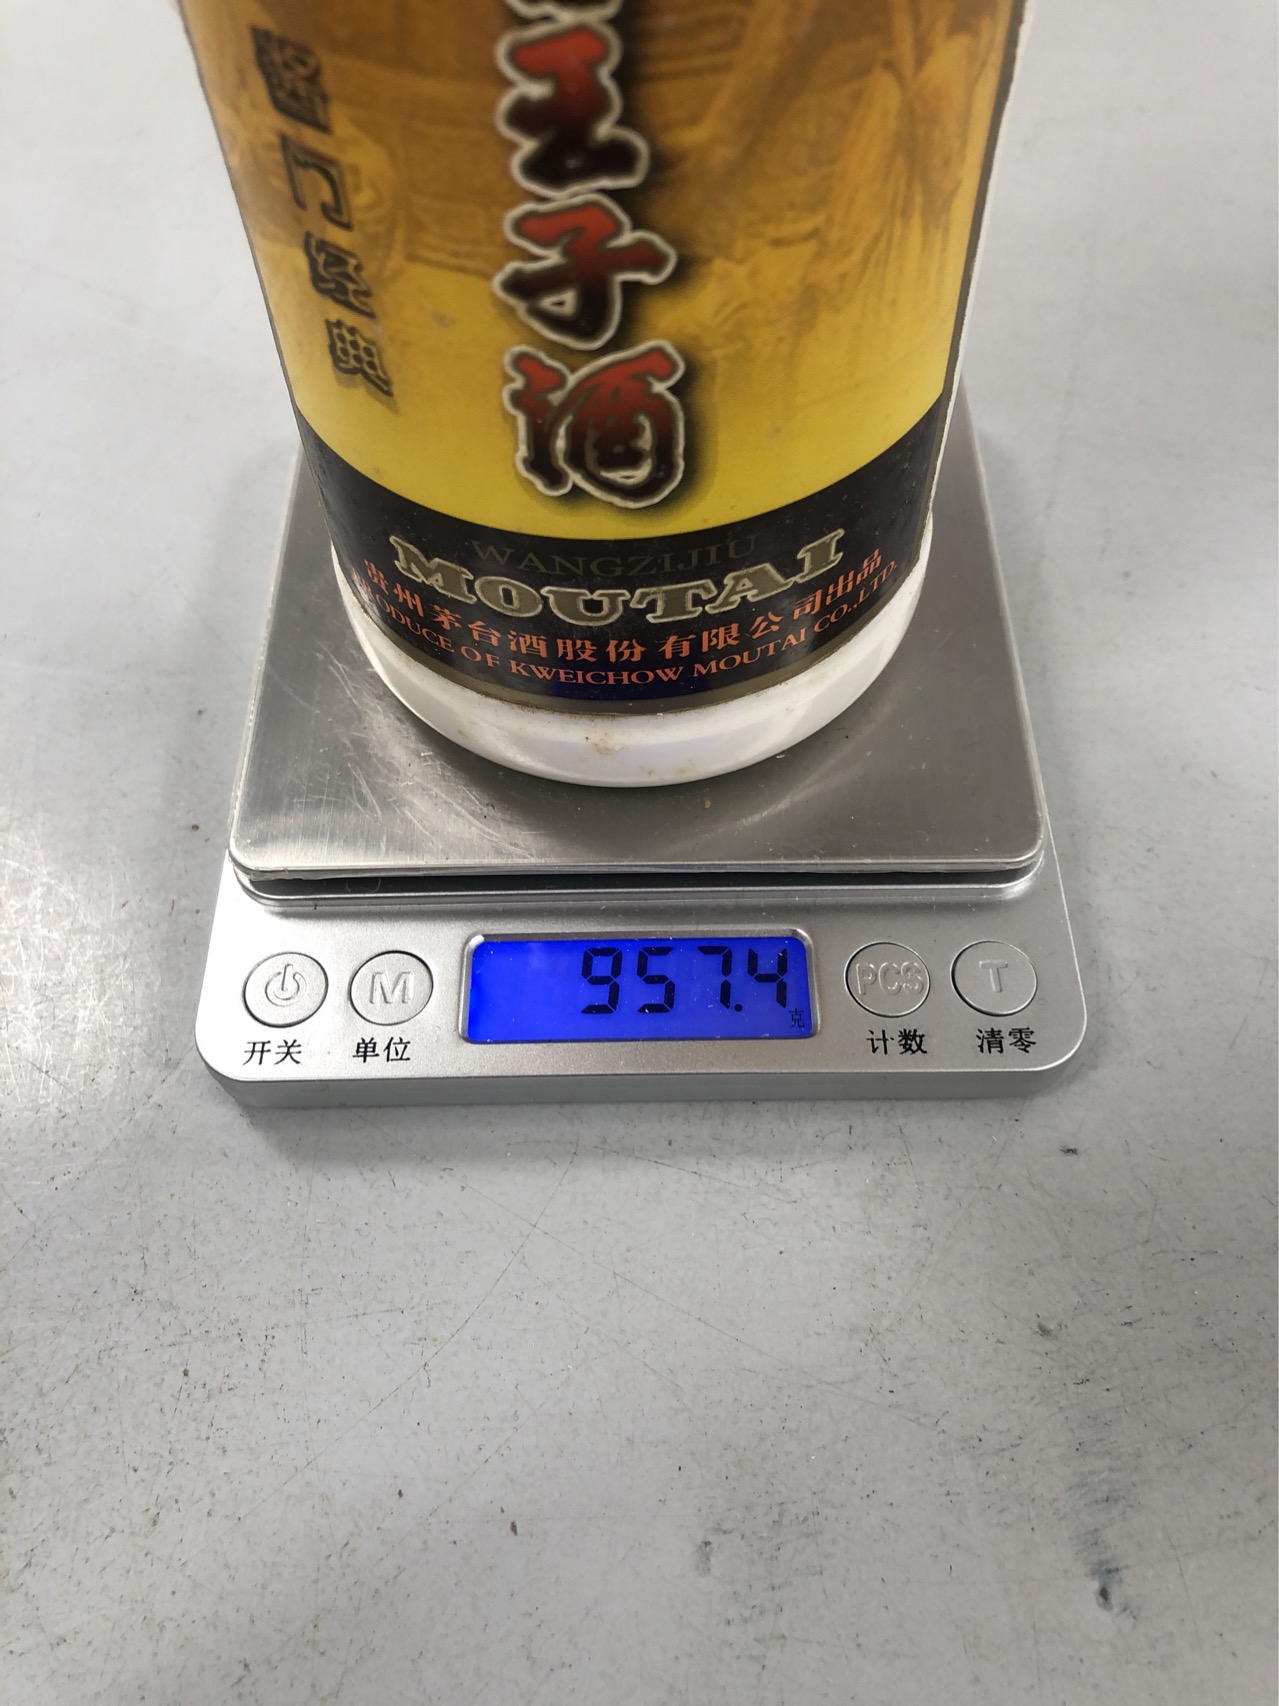 王子酒
酱门经典
WANGZIJIU
MOUTAI
贵州茅台酒股份有限公司出品
PRODUCE OF KWEICHOW MOUTAI CO.,LTD.
957.4
克
M
PCS
T
开关
单位
计数
清零